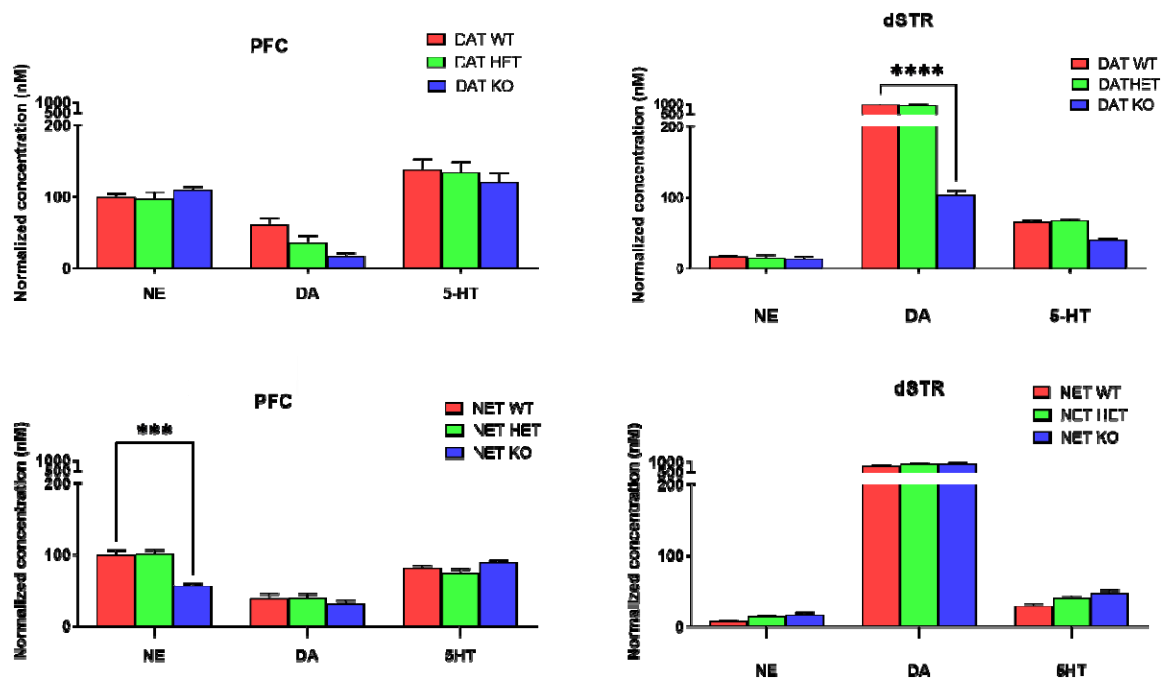 PFC
DAT WT
DAT HET
DAT KO
Normalized concentration (nM)
1000
500
200
100
0
NE
DA
5-HT
dSTR
****
DAT WT
DATHET
DAT KO
Normalized concentration (nM)
1000
500
200
100
0
NE
DA
5-HT
PFC
***
NET WT
NET HET
NET KO
Normalized concentration (nM)
1000
500
200
100
0
NE
DA
5HT
dSTR
NET WT
NET HET
NET KO
Normalized concentration (nM)
1000
500
200
100
0
NE
DA
5HT